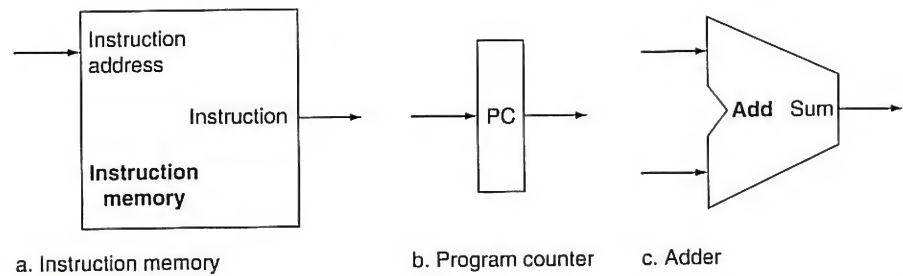 Instruction
address
Instruction
Instruction
memory
a. Instruction memory
PC
b. Program counter
Add Sum
c. Adder